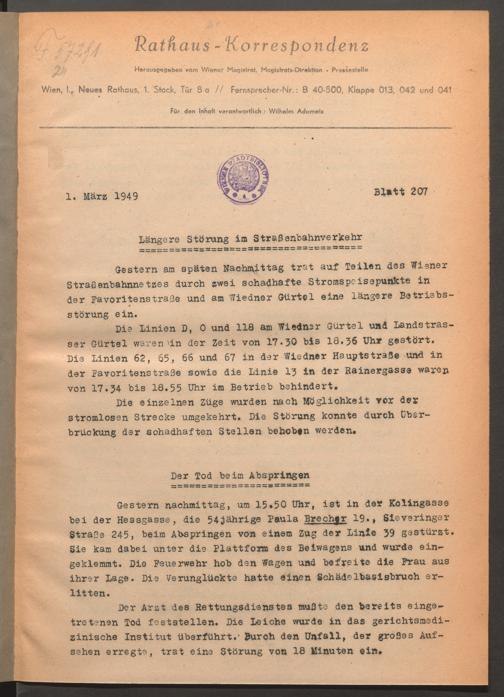 Rathaus-Korrespondenz
Herausgegeben vom Wiener Magistrat, Magistrats-Direktion - Pressestelle
Wien, I., Neues Rathaus, 1. Stock, Tür 8a // Fernsprecher-Nr.: B 40-500, Klappe 013, 042 und 041
Für den Inhalt verantwortlich: Wilhelm Adametz
1. März 1949
Blatt 207
Längere Störung im Straßenbahnverkehr
=====================================
Gestern am späten Nachmittag trat auf Teilen des Wiener
Straßenbahnnetzes durch zwei schadhafte Stromspeisepunkte in
der Favoritenstraße und am Wiedner Gürtel eine längere Betriebs-
störung ein.
Die Linien D, O und 118 am Wiedner Gürtel und Landstras-
ser Gürtel waren in der Zeit von 17.30 bis 18.36 Uhr gestört.
Die Linien 62, 65, 66 und 67 in der Wiedner Hauptstraße und in
der Favoritenstraße sowie die Linie 13 in der Rainergasse waren
von 17.34 bis 18.55 Uhr im Betrieb behindert.
Die einzelnen Züge wurden nach Möglichkeit vor der
stromlosen Strecke umgekehrt. Die Störung konnte durch Über-
brückung der schadhaften Stellen behoben werden.
Der Tod beim Abspringen
=======================
Gestern nachmittag, um 15.50 Uhr, ist in der Kolingasse
bei der Hessgasse, die 54jährige Paula Brecher 19., Sieveringer
Straße 245, beim Abspringen von einem Zug der Linie 39 gestürzt.
Sie kam dabei unter die Plattform des Beiwagens und wurde ein-
geklemmt. Die Feuerwehr hob den Wagen und befreite die Frau aus
ihrer Lage. Die Verunglückte hatte einen Schädelbasisbruch er-
litten.
Der Arzt des Rettungsdienstes mußte den bereits einge-
tretenen Tod feststellen. Die Leiche wurde in das gerichtsmedi-
zinische Institut überführt. Durch den Unfall, der großes Auf-
sehen erregte, trat eine Störung von 18 Minuten ein.